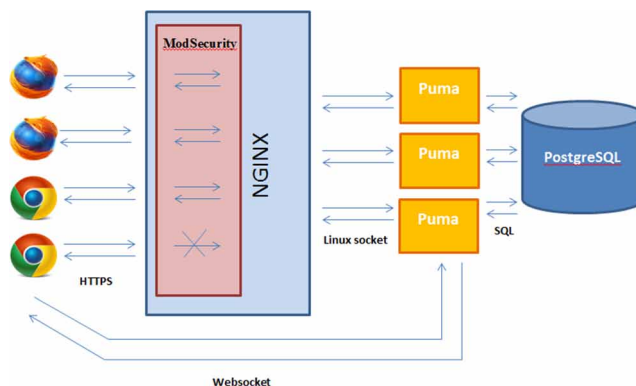 ModSecurity
NGINX
Puma
Puma
Puma
PostgreSQL
HTTPS
Linux socket
SQL
Websocket